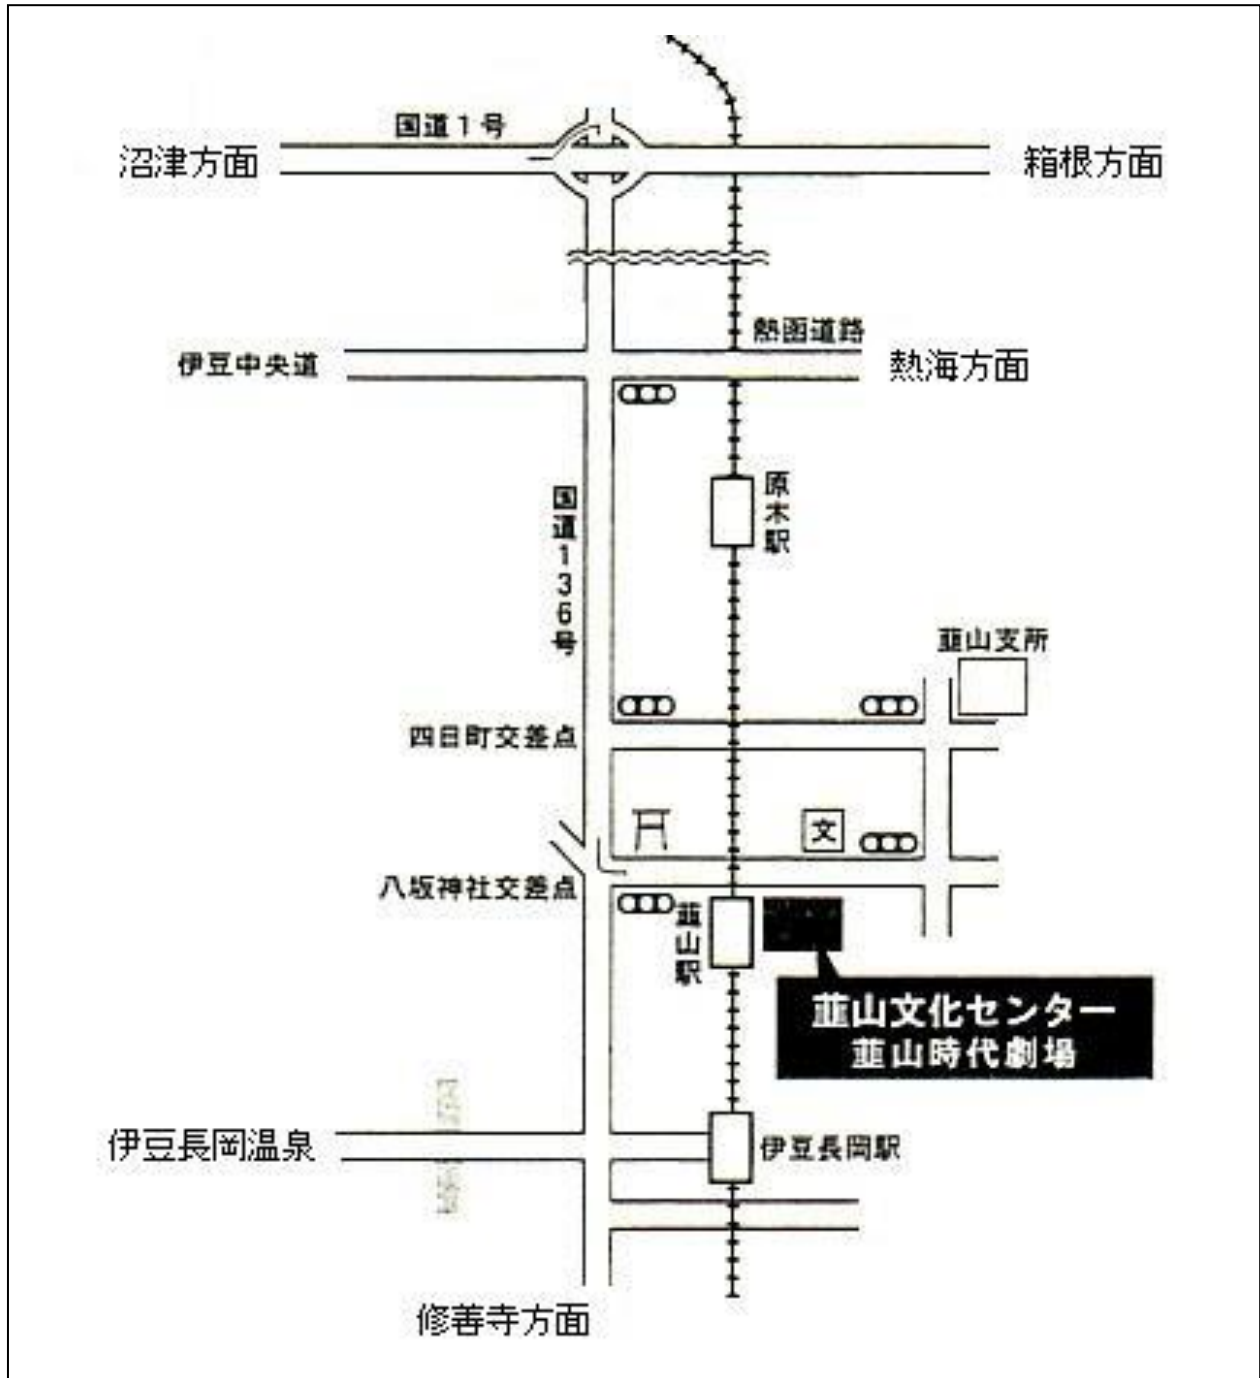 国道1号
沼津方面
箱根方面
熱函道路
伊豆中央道
熱海方面
原木駅
国道136号
韮山支所
四日町交差点
文
八坂神社交差点
韮山駅
韮山文化センター
韮山時代劇場
伊豆長岡温泉
伊豆長岡駅
修善寺方面